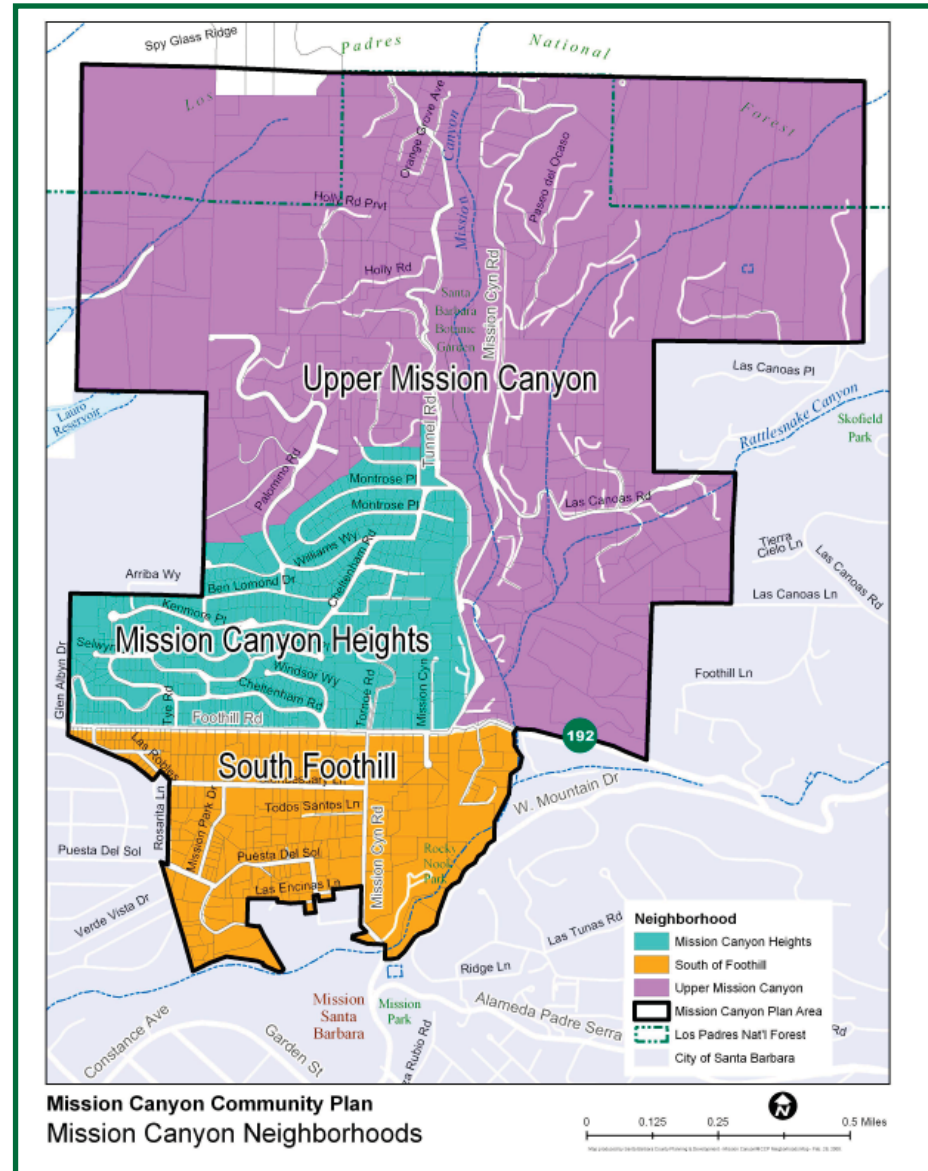 Spy Glass Ridge
Padres
National
Los
Forest
Orange Grove Ave
Canyon
Mission
Paseo del Ocaso
Holly Rd Prvt
Holly Rd
Mission Cyn Rd
Santa
Barbara
Botanic
Garden
Upper Mission Canyon
Las Canoas Pl
Lauro
Reservoir
Rattlesnake Canyon
Skofield
Park
Tunnel Rd
Palomino Rd
Montrose Pl
Montrose Pl
Las Canoas Rd
Williams Wy
Cheltenham Rd
Tierra
Cielo Ln
Las Canoas Rd
Arriba Wy
Ben Lomond Dr
Las Canoas Ln
Kenmore Pl
Mission Canyon Heights
Glen Albyn Dr
Selwyn
Pl
Windsor Wy
Foothill Ln
Tye Rd
Cheltenham Rd
Tornoe Rd
Mission Cyn
Foothill Rd
192
Las Robles
South Foothill
W. Mountain Dr
Ln
Todos Santos Ln
Rosarita Ln
Mission Park Dr
Mission Cyn Rd
Puesta Del Sol
Puesta Del Sol
Rocky
Nook
Park
Las Encinas Ln
Verde Vista Dr
Las Tunas Rd
Ridge Ln
Mission
Santa
Barbara
Mission
Park
Alameda Padre Serra
Rd
Constance Ave
Garden St
za Rubio Rd
Neighborhood
Mission Canyon Heights
South of Foothill
Upper Mission Canyon
Mission Canyon Plan Area
Los Padres Nat'l Forest
City of Santa Barbara
Mission Canyon Community Plan
Mission Canyon Neighborhoods
N
0 0.125 0.25 0.5 Miles